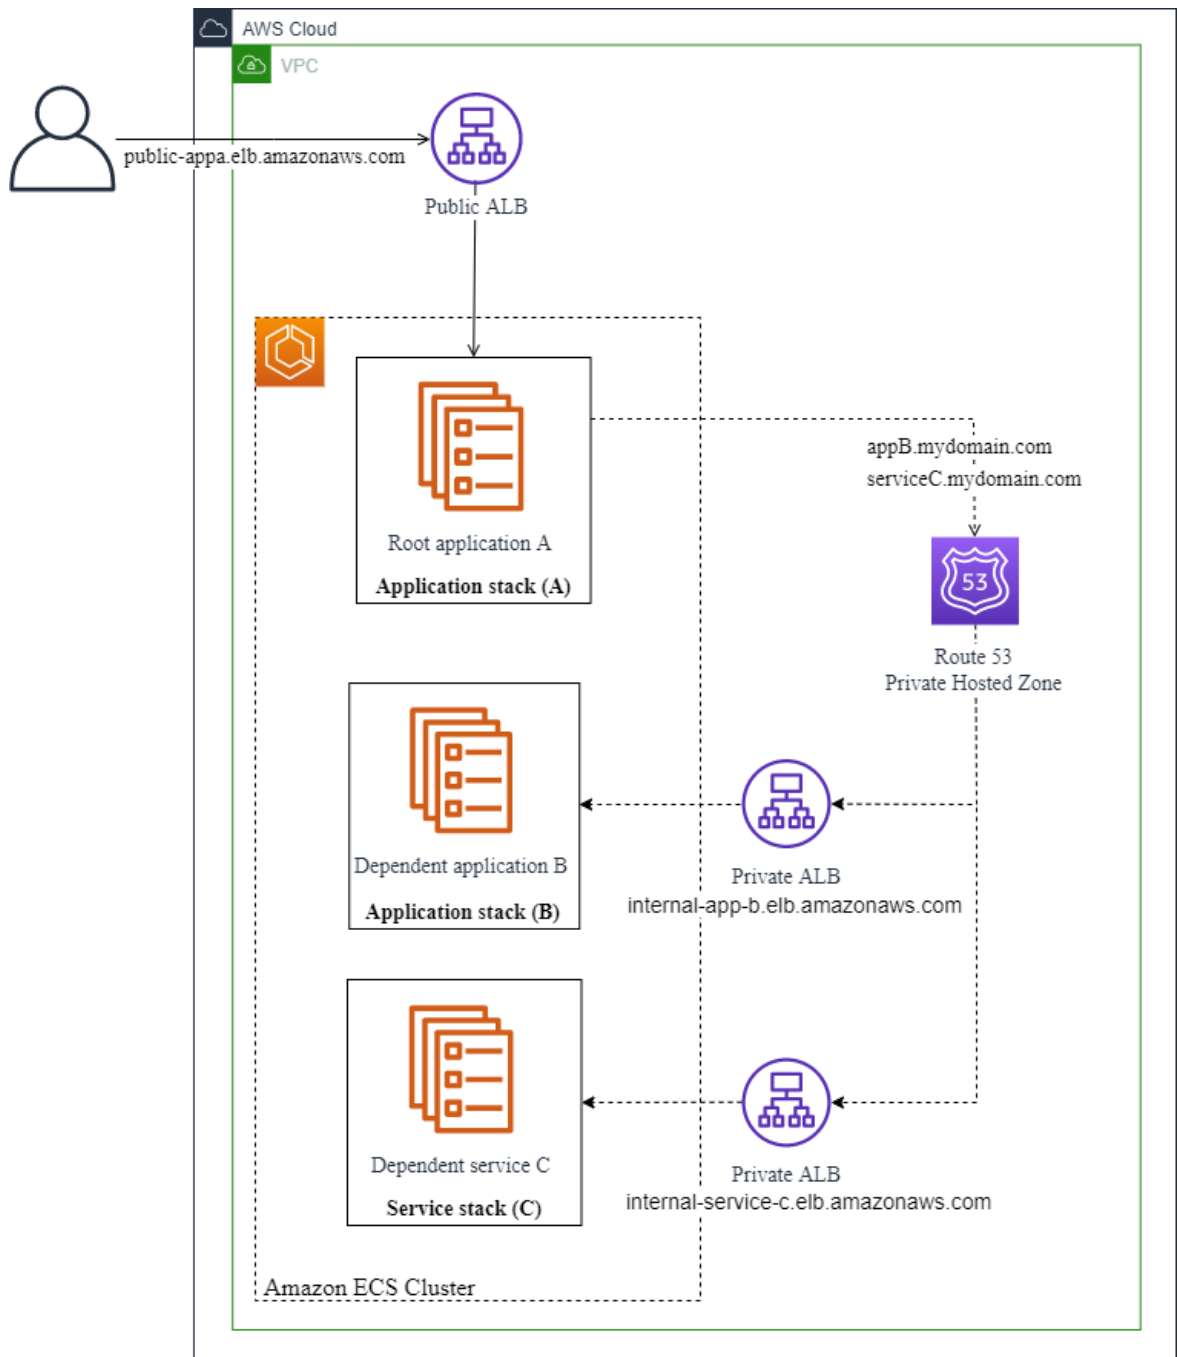 AWS Cloud
VPC
public-appa.elb.amazonaws.com
Public ALB
appB.mydomain.com
serviceC.mydomain.com
Root application A
Application stack (A)
53
Route 53
Private Hosted Zone
Dependent application B
Application stack (B)
Private ALB
internal-app-b.elb.amazonaws.com
Dependent service C
Service stack (C)
Private ALB
internal-service-c.elb.amazonaws.com
Amazon ECS Cluster